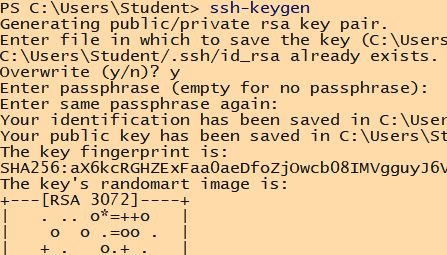 PS C:\Users\Student> ssh-keygen
Generating public/private rsa key pair.
Enter file in which to save the key (C:\Users
C:\Users\Student/.ssh/id_rsa already exists.
Overwrite (y/n)? y
Enter passphrase (empty for no passphrase):
Enter same passphrase again:
Your identification has been saved in C:\User
Your public key has been saved in C:\Users\St
The key fingerprint is:
SHA256:aX6kcRGHZExFaa0aeDfoZjOwcb08IMVgguyJ6V
The key's randomart image is:
+---[RSA 3072]----+
|   . .. o*=++o   |
|    o  o .=oo .  |
|   + .   o.+ .   |